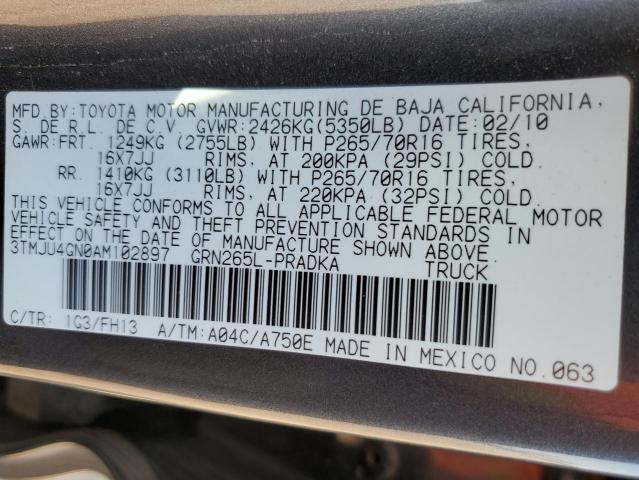 MFD.BY:TOYOTA MOTOR MANUFACTURING DE BAJA CALIFORNIA,
S. DE R.L. DE C.V. GVWR:2426KG(5350LB) DATE:02/10
GAWR:FRT. 1249KG (2755LB) WITH P265/70R16 TIRES,
16X7JJ RIMS, AT 200KPA (29PSI) COLD.
RR. 1410KG (3110LB) WITH P265/70R16 TIRES,
16X7JJ RIMS, AT 220KPA (32PSI) COLD.
THIS VEHICLE CONFORMS TO ALL APPLICABLE FEDERAL MOTOR
VEHICLE SAFETY AND THEFT PREVENTION STANDARDS IN
EFFECT ON THE DATE OF MANUFACTURE SHOWN ABOVE.
3TMJU4GN0AM102897 GRN265L-PRADKA TRUCK
C/TR: 1G3/FH13 A/TM:A04C/A750E MADE IN MEXICO NO.063